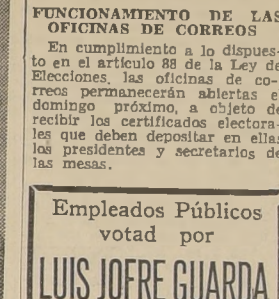 FUNCIONAMIENTO DE LAS
OFICINAS DE CORREOS
En cumplimiento a lo dispues-
to en el artículo 88 de la Ley de
Elecciones, las oficinas de co-
rreos permanecerán abiertas e
domingo próximo, a objeto de
recibir los certificados electora-
les que deben depositar en ellas
los presidentes y secretarios de
las mesas.
Empleados Públicos
votad por
LUIS JOFRE GUARDA